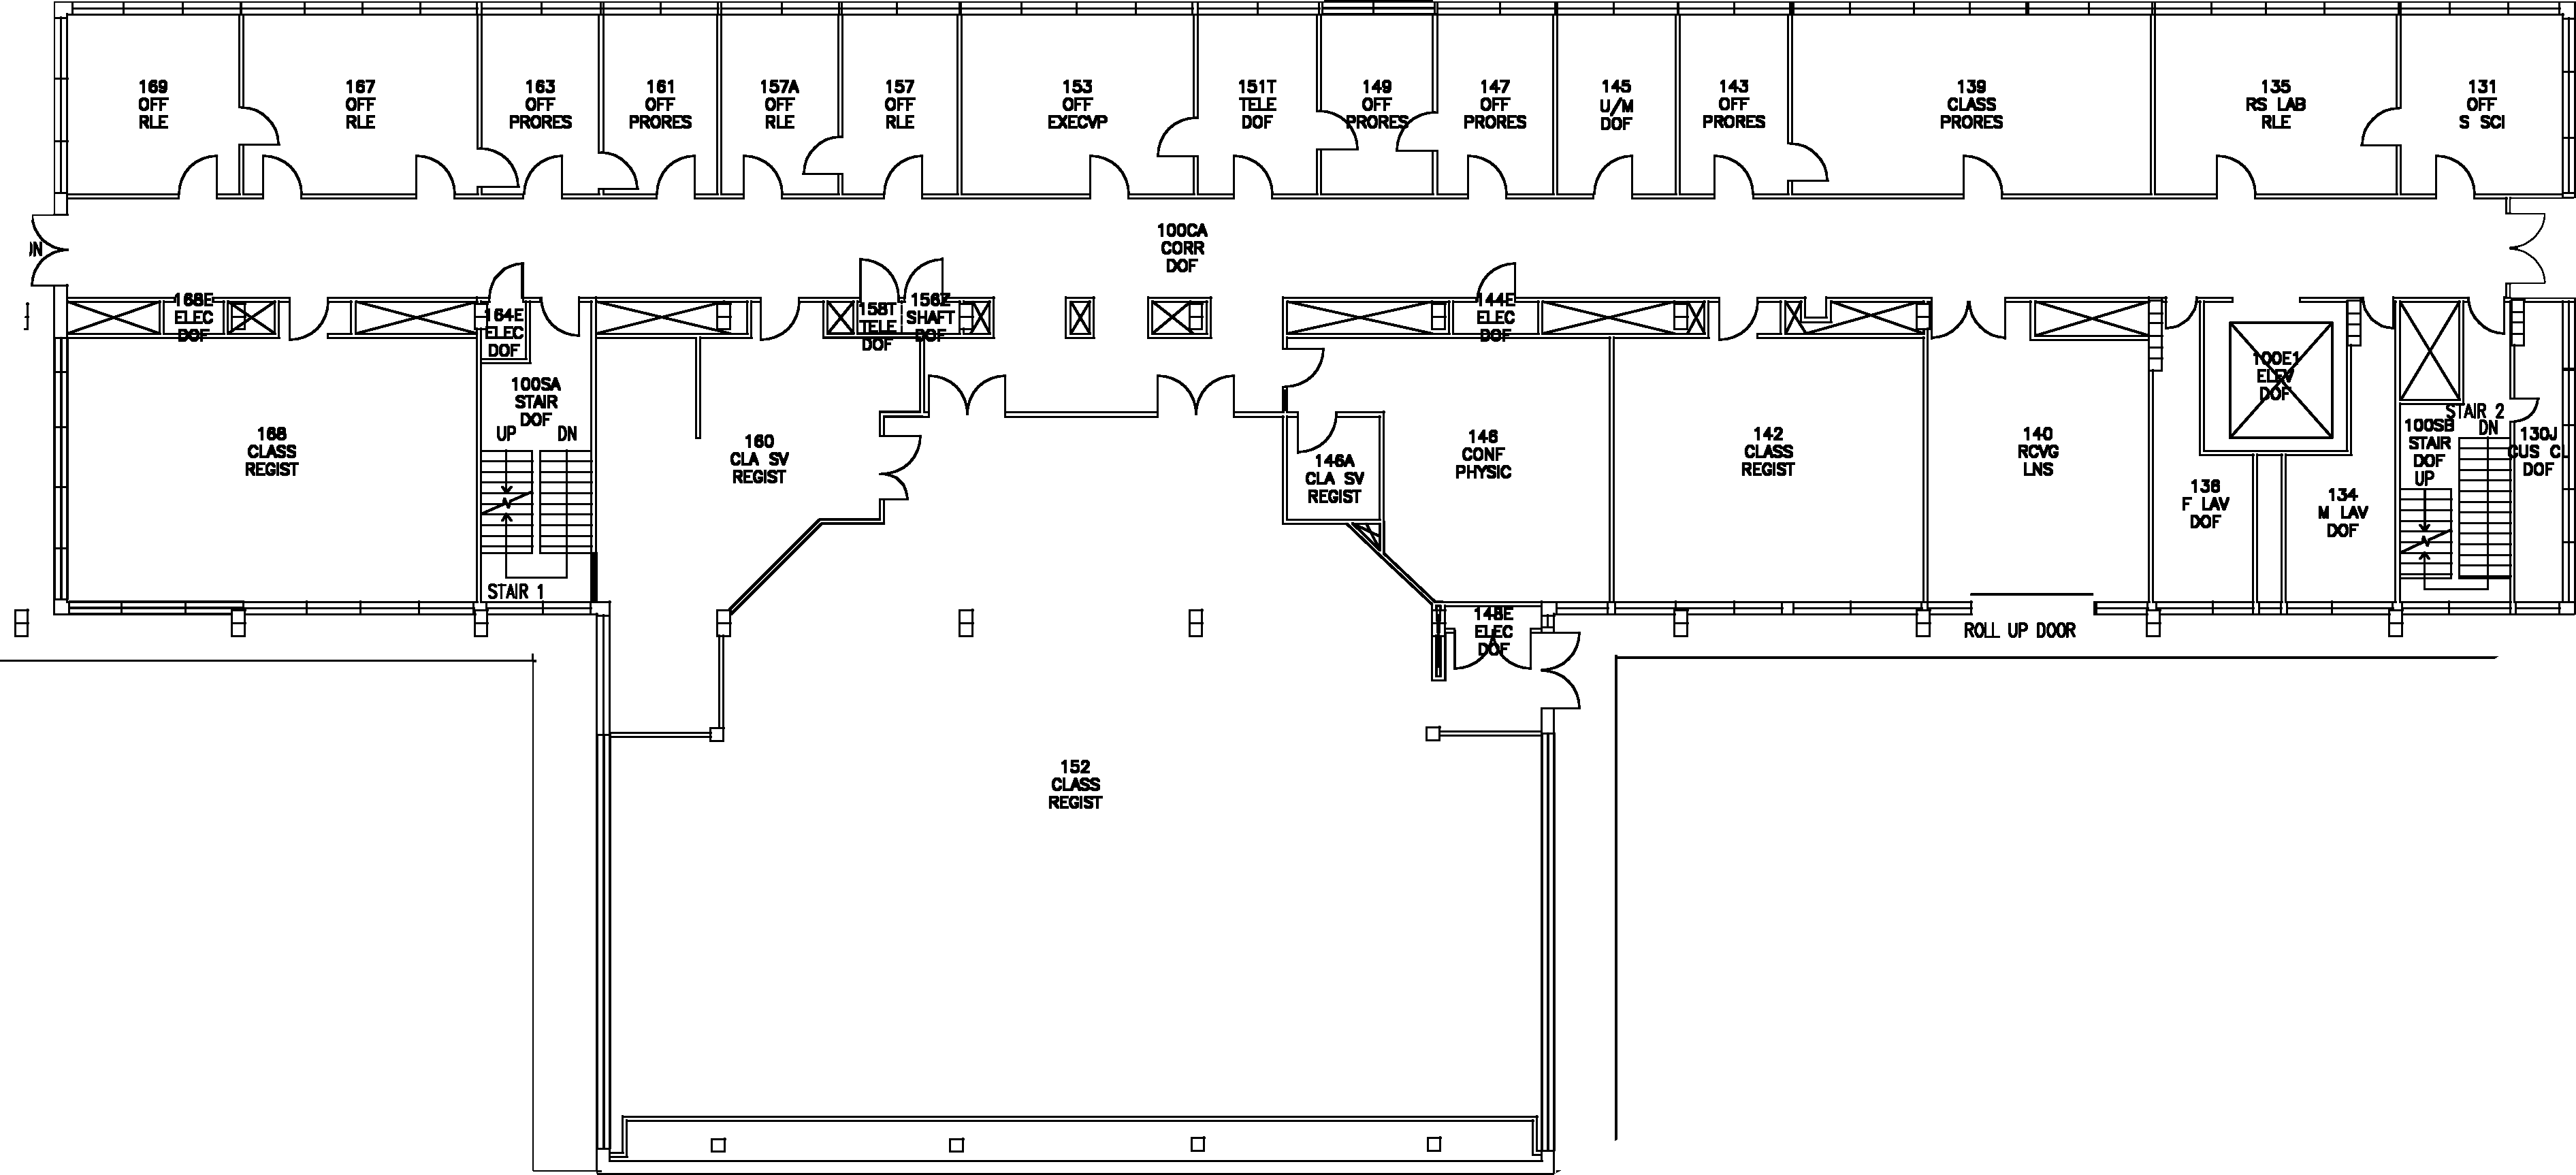 169
OFF
RLE
167
OFF
RLE
163
OFF
PRORES
161
OFF
PRORES
157A
OFF
RLE
157
OFF
RLE
153
OFF
EXECVP
151T
TELE
DOF
149
OFF
PRORES
147
OFF
PRORES
145
U/M
DOF
143
OFF
PRORES
139
CLASS
PRORES
135
RS LAB
RLE
131
OFF
S SCI
100CA
CORR
DOF
168E
ELEC
DOF
164E
ELEC
DOF
158T
TELE
DOF
156Z
SHAFT
DOF
144E
ELEC
DOF
100E1
ELEV
DOF
100SA
STAIR
DOF
UP DN
STAIR 1
168
CLASS
REGIST
160
CLA SV
REGIST
146A
CLA SV
REGIST
146
CONF
PHYSIC
142
CLASS
REGIST
140
RCVG
LNS
136
F LAV
DOF
134
M LAV
DOF
STAIR 2
100SB
STAIR
DOF
UP
DN
130J
CUS CL
DOF
148E
ELEC
DOF
ROLL UP DOOR
152
CLASS
REGIST